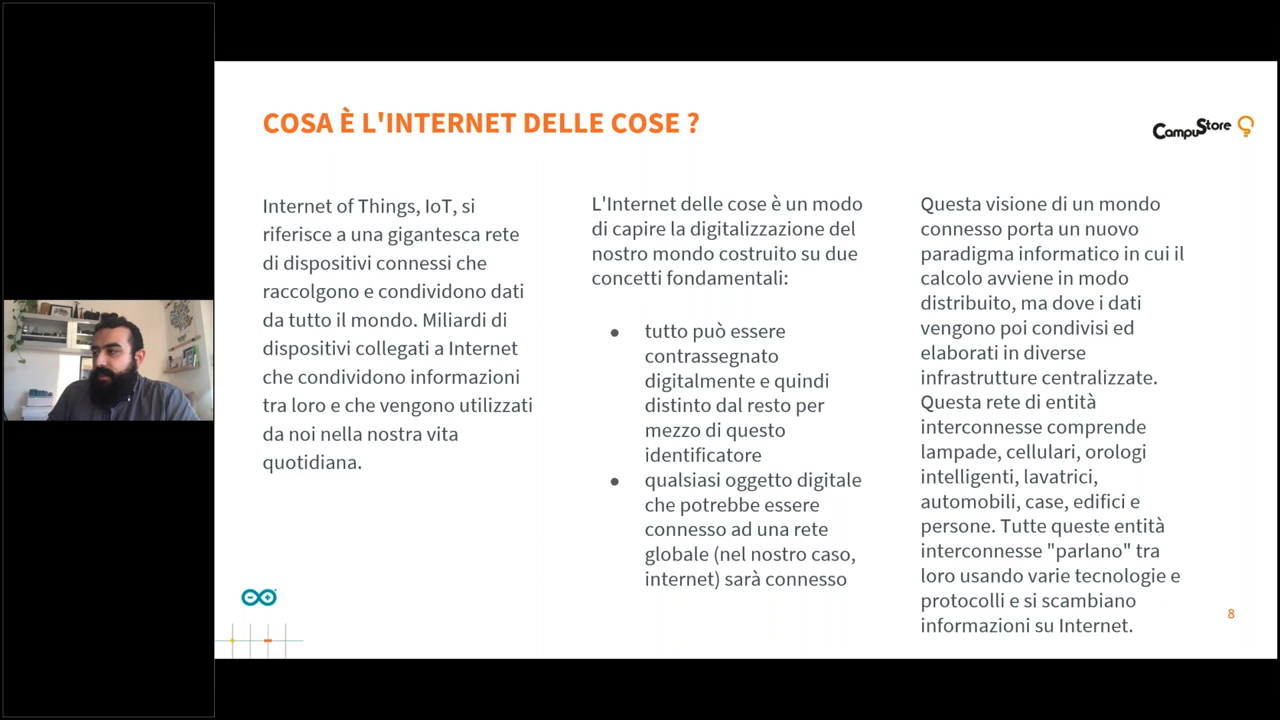 COSA È L'INTERNET DELLE COSE ?
CampuStore
Internet of Things, IoT, si
riferisce a una gigantesca rete
di dispositivi connessi che
raccolgono e condividono dati
da tutto il mondo. Miliardi di
dispositivi collegati a Internet
che condividono informazioni
tra loro e che vengono utilizzati
da noi nella nostra vita
quotidiana.
L'Internet delle cose è un modo
di capire la digitalizzazione del
nostro mondo costruito su due
concetti fondamentali:
● tutto può essere
contrassegnato
digitalmente e quindi
distinto dal resto per
mezzo di questo
identificatore
● qualsiasi oggetto digitale
che potrebbe essere
connesso ad una rete
globale (nel nostro caso,
internet) sarà connesso
Questa visione di un mondo
connesso porta un nuovo
paradigma informatico in cui il
calcolo avviene in modo
distribuito, ma dove i dati
vengono poi condivisi ed
elaborati in diverse
infrastrutture centralizzate.
Questa rete di entità
interconnesse comprende
lampade, cellulari, orologi
intelligenti, lavatrici,
automobili, case, edifici e
persone. Tutte queste entità
interconnesse "parlano" tra
loro usando varie tecnologie e
protocolli e si scambiano
informazioni su Internet.
8